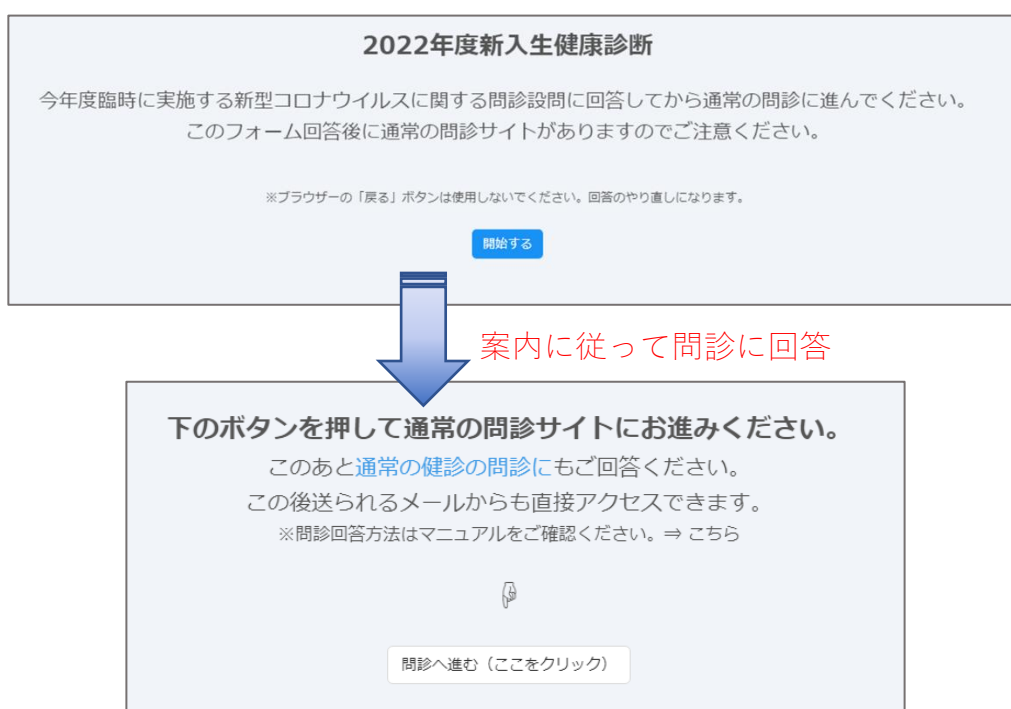 2022年度新入生健康診断
今年度臨時に実施する新型コロナウイルスに関する問診設問に回答してから通常の問診に進んでください。
このフォーム回答後に通常の問診サイトがありますのでご注意ください。
※ブラウザーの「戻る」ボタンは使用しないでください。回答のやり直しになります。
開始する
案内に従って問診に回答
下のボタンを押して通常の問診サイトにお進みください。
このあと通常の健診の問診にもご回答ください。
この後送られるメールからも直接アクセスできます。
※問診回答方法はマニュアルをご確認ください。⇒ こちら
問診へ進む（ここをクリック）